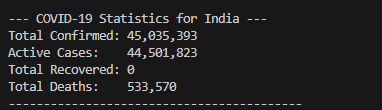 --- COVID-19 Statistics for India ---
Total Confirmed: 45,035,393
Active Cases:    44,501,823
Total Recovered: 0
Total Deaths:    533,570
------------------------------------------